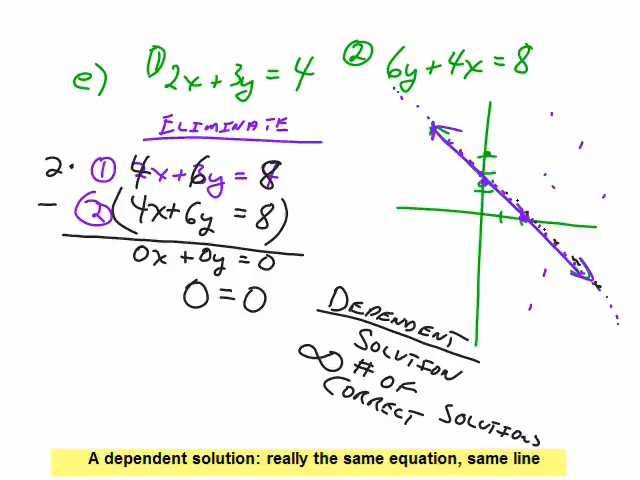 e) ① 2x + 3y = 4 ② 6y + 4x = 8
ELIMINATE
2· ① 4x + 6y = 8
− ② (4x + 6y = 8)
0x + 0y = 0
0 = 0
DEPENDENT
SOLUTION
∞ # OF
CORRECT SOLUTIONS
A dependent solution: really the same equation, same line